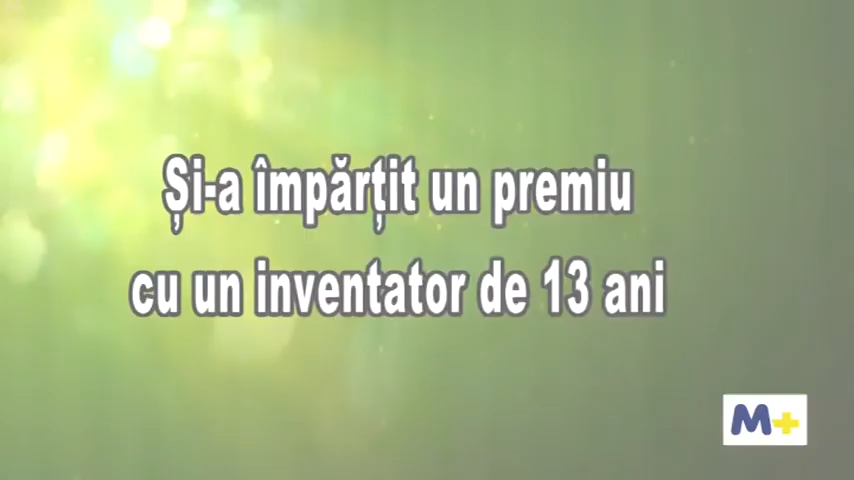 Și-a împărțit un premiu
cu un inventator de 13 ani
M+